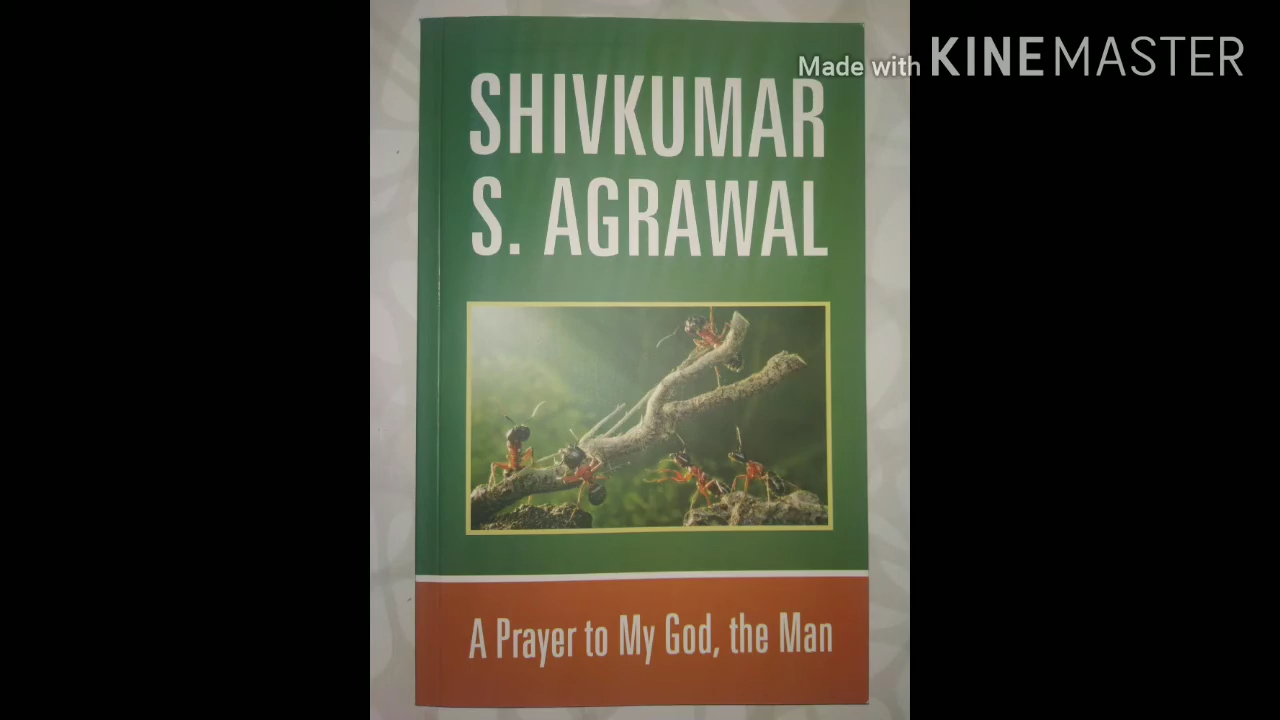 Made with KINEMASTER
SHIVKUMAR
S. AGRAWAL
A Prayer to My God, the Man